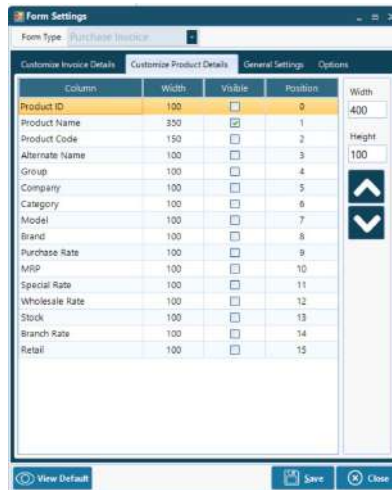 Form Settings
Form Type Purchase Invoice
Customize Invoice Details Customize Product Details General Settings Options
Column Width Visible Position
Product ID 100 0
Product Name 350 1
Product Code 150 2
Alternate Name 100 3
Group 100 4
Company 100 5
Category 100 6
Model 100 7
Brand 100 8
Purchase Rate 100 9
MRP 100 10
Special Rate 100 11
Wholesale Rate 100 12
Stock 100 13
Branch Rate 100 14
Retail 100 15
Width
400
Height
100
View Default Save Close